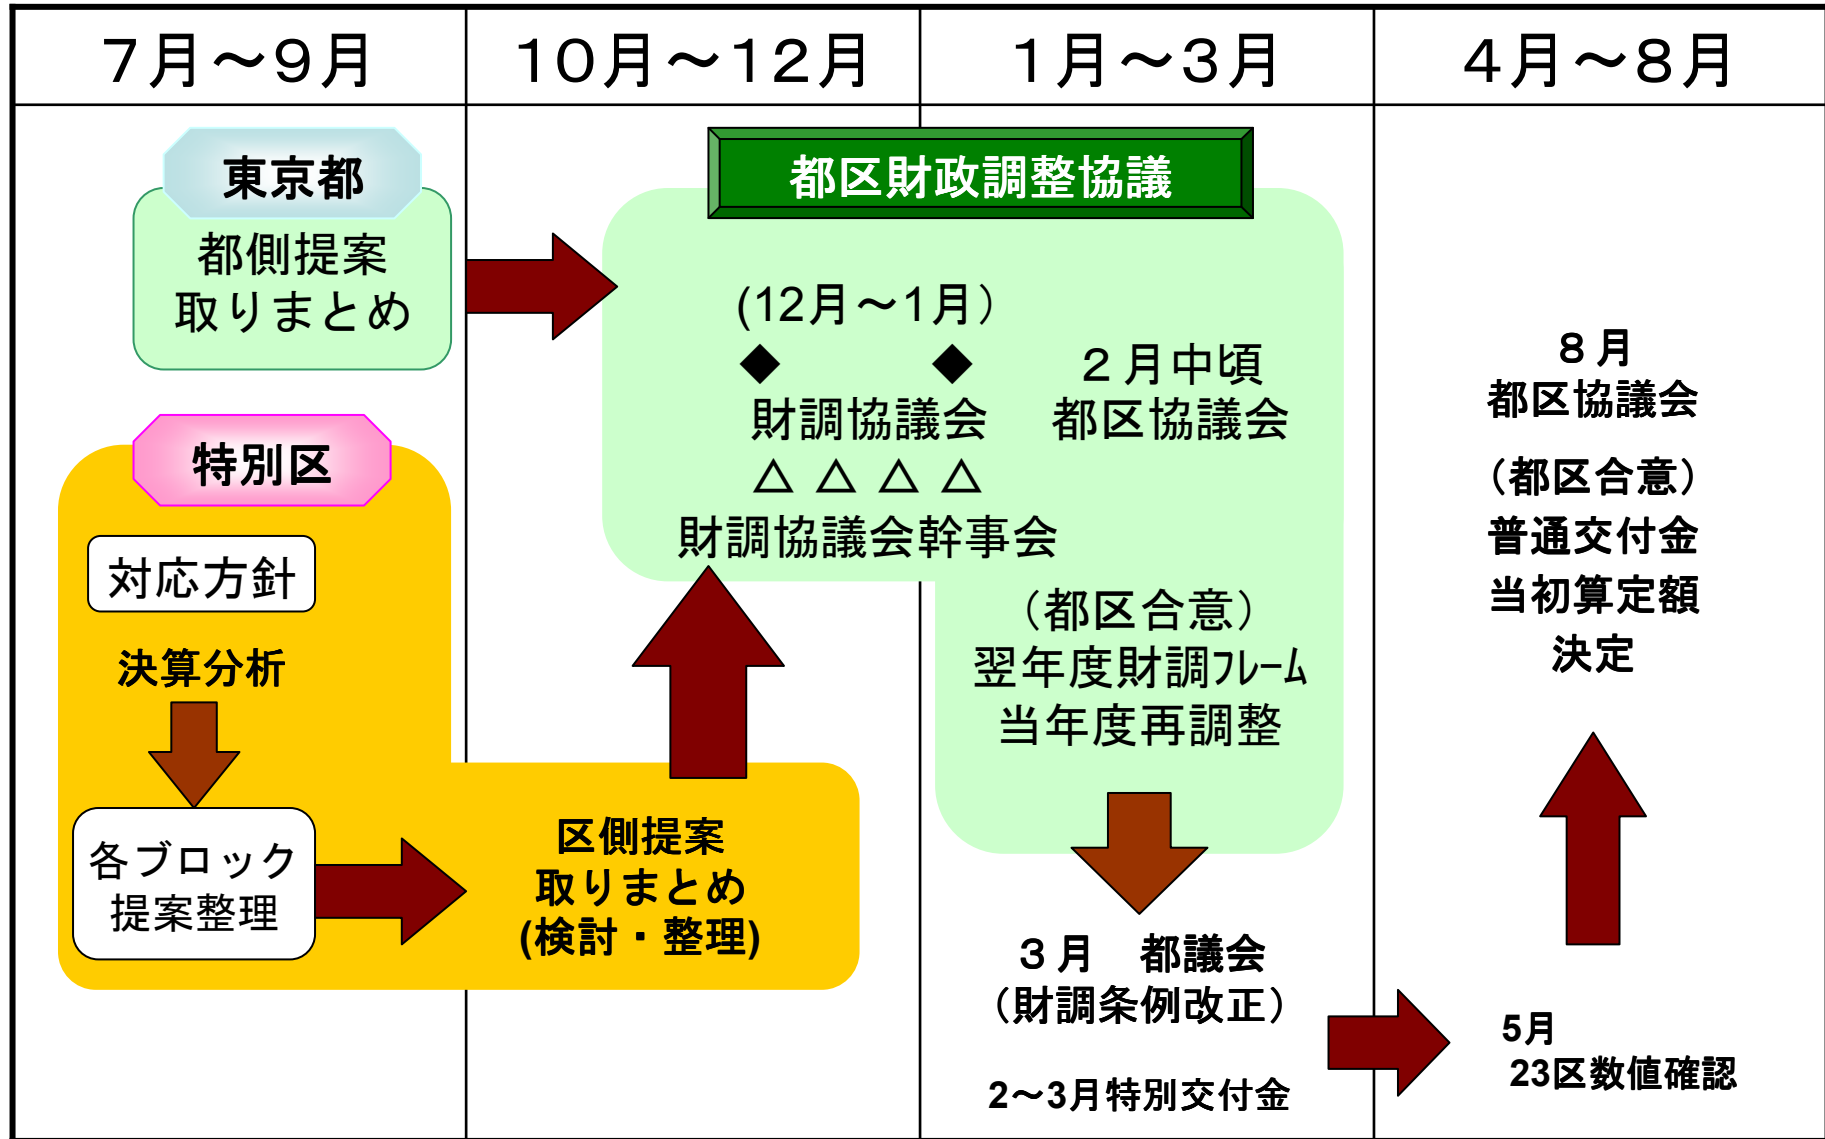 7月～9月
10月～12月
1月～3月
4月～8月
東京都
都側提案
取りまとめ
特別区
対応方針
決算分析
各ブロック
提案整理
区側提案
取りまとめ
(検討・整理)
都区財政調整協議
(12月～1月）
◆ ◆
財調協議会
△ △ △ △
財調協議会幹事会
２月中頃
都区協議会
（都区合意）
翌年度財調ﾌﾚｰﾑ
当年度再調整
３月　都議会
（財調条例改正）
2～3月特別交付金
８月
都区協議会
（都区合意）
普通交付金
当初算定額
決定
5月
23区数値確認